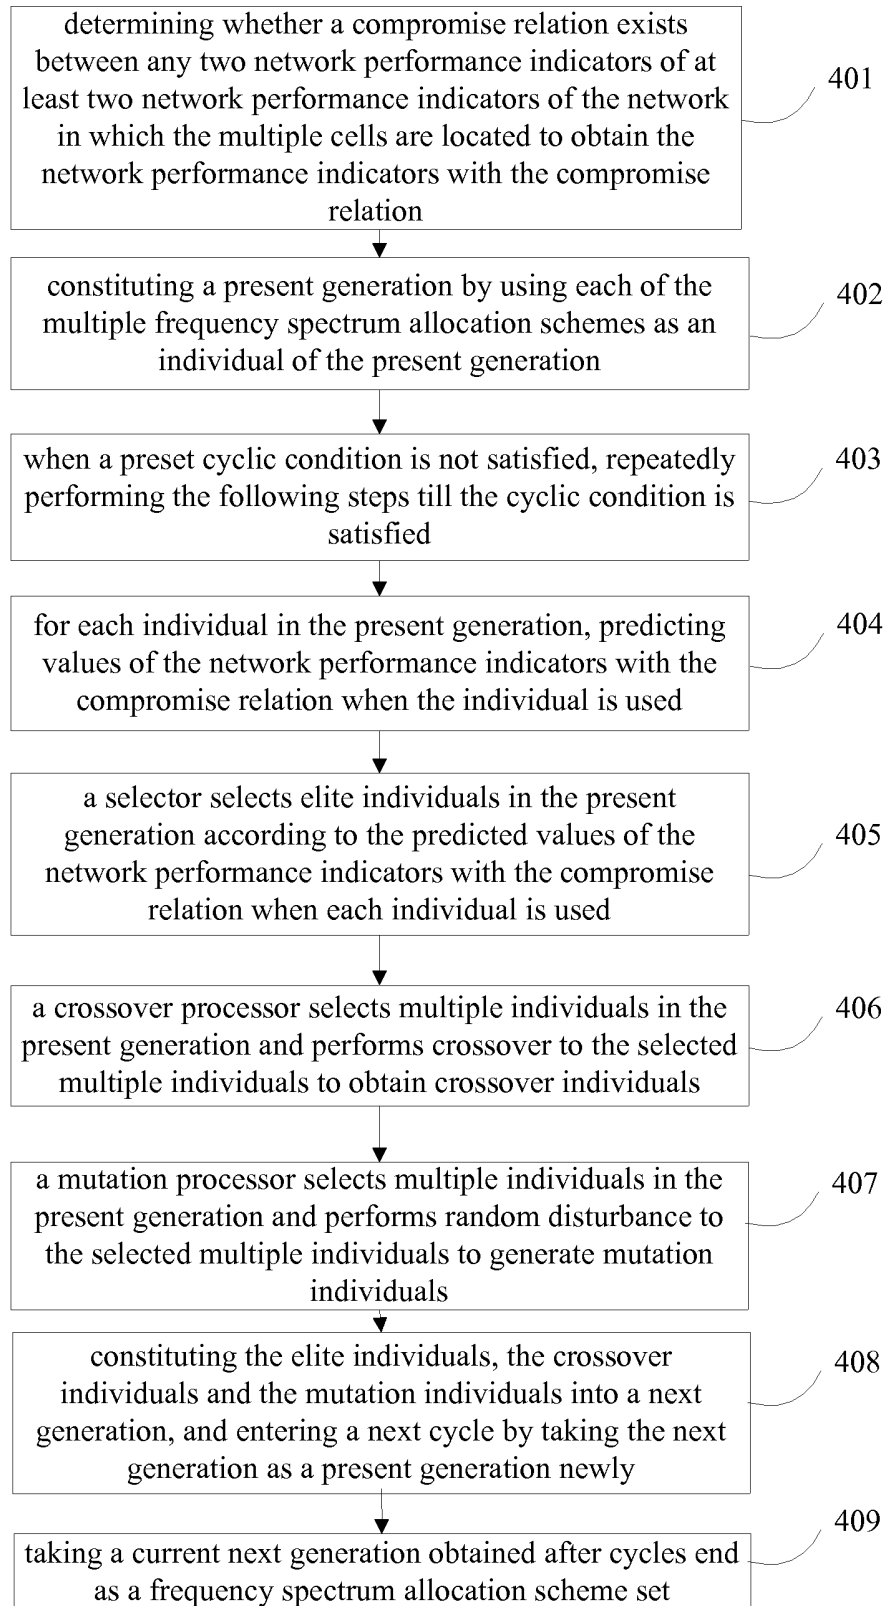 determining whether a compromise relation exists
between any two network performance indicators of at
least two network performance indicators of the network
in which the multiple cells are located to obtain the
network performance indicators with the compromise
relation
401
constituting a present generation by using each of the
multiple frequency spectrum allocation schemes as an
individual of the present generation
402
when a preset cyclic condition is not satisfied, repeatedly
performing the following steps till the cyclic condition is
satisfied
403
for each individual in the present generation, predicting
values of the network performance indicators with the
compromise relation when the individual is used
404
a selector selects elite individuals in the present
generation according to the predicted values of the
network performance indicators with the compromise
relation when each individual is used
405
a crossover processor selects multiple individuals in the
present generation and performs crossover to the selected
multiple individuals to obtain crossover individuals
406
a mutation processor selects multiple individuals in the
present generation and performs random disturbance to
the selected multiple individuals to generate mutation
individuals
407
constituting the elite individuals, the crossover
individuals and the mutation individuals into a next
generation, and entering a next cycle by taking the next
generation as a present generation newly
408
taking a current next generation obtained after cycles end
as a frequency spectrum allocation scheme set
409